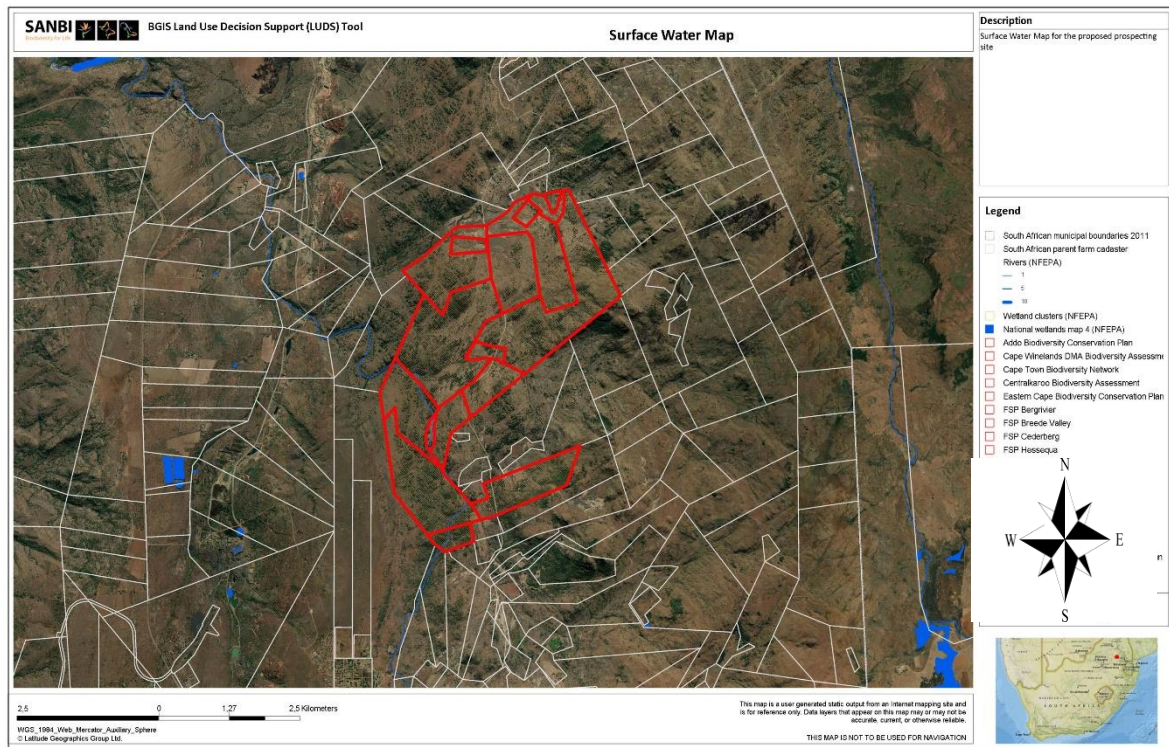 SANBI
Biodiversity for Life
BGIS Land Use Decision Support (LUDS) Tool
Surface Water Map
Description
Surface Water Map for the proposed prospecting
site
Legend
South African municipal boundaries 2011
South African parent farm cadaster
Rivers (NFEPA)
1
5
10
Wetland clusters (NFEPA)
National wetlands map 4 (NFEPA)
Addo Biodiversity Conservation Plan
Cape Winelands DMA Biodiversity Assessme
Cape Town Biodiversity Network
Centralkaroo Biodiversity Assessment
Eastern Cape Biodiversity Conservation Plan
FSP Bergrivier
FSP Breede Valley
FSP Cederberg
FSP Hessequa
N
W E
n
S
SOUTH AFRICA
2,5 0 1,27 2,5 Kilometers
WGS_1984_Web_Mercator_Auxiliary_Sphere
© Latitude Geographics Group Ltd.
This map is a user generated static output from an Internet mapping site and
is for reference only. Data layers that appear on this map may or may not be
accurate, current, or otherwise reliable.
THIS MAP IS NOT TO BE USED FOR NAVIGATION